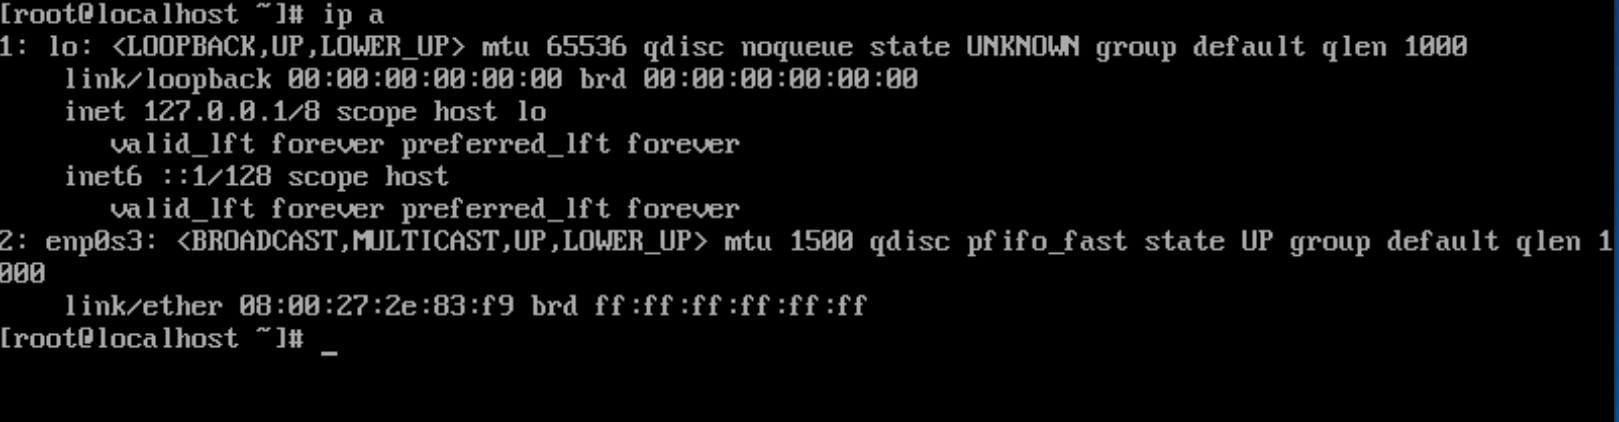 [root@localhost ~]# ip a
1: lo: <LOOPBACK,UP,LOWER_UP> mtu 65536 qdisc noqueue state UNKNOWN group default qlen 1000
    link/loopback 00:00:00:00:00:00 brd 00:00:00:00:00:00
    inet 127.0.0.1/8 scope host lo
       valid_lft forever preferred_lft forever
    inet6 ::1/128 scope host
       valid_lft forever preferred_lft forever
2: enp0s3: <BROADCAST,MULTICAST,UP,LOWER_UP> mtu 1500 qdisc pfifo_fast state UP group default qlen 1
000
    link/ether 08:00:27:2e:83:f9 brd ff:ff:ff:ff:ff:ff
[root@localhost ~]# _